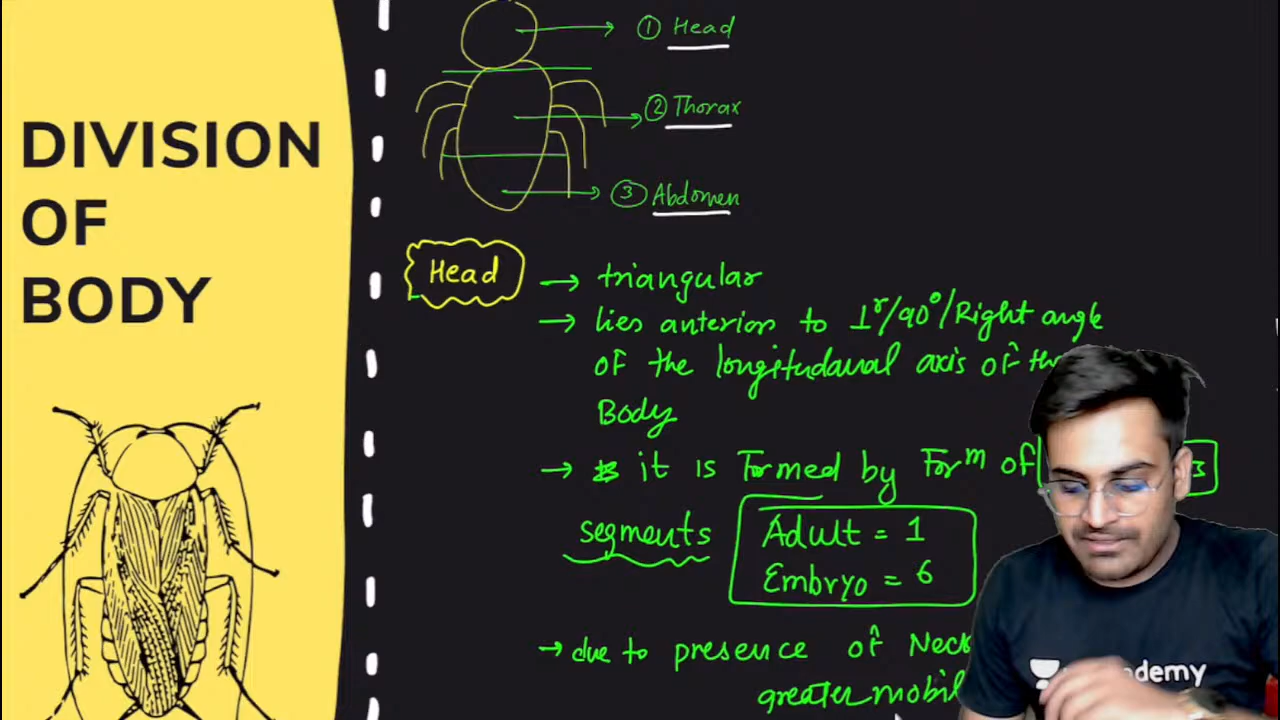 DIVISION
OF
BODY
① Head
② Thorax
③ Abdomen
Head
→ triangular
→ lies anterior to ⊥r/90°/Right angle
of the longitudanal axis of the
Body
→ it is Formed by Form of
segments
Adult = 1
Embryo = 6
→ due to presence of Neck
greater mobil